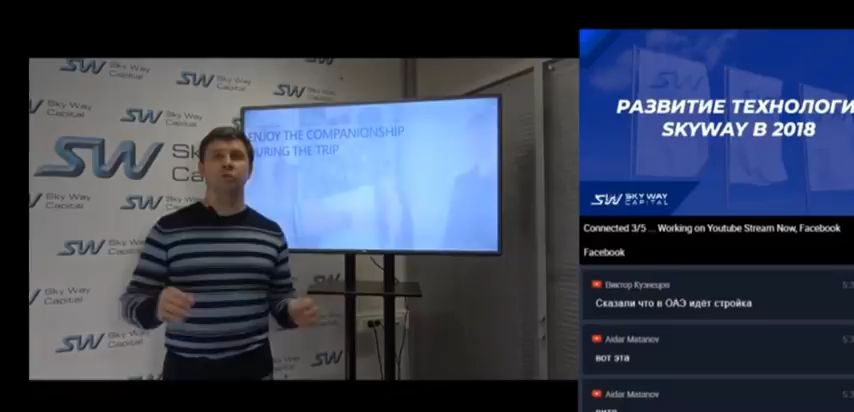 SW Sky Way Capital
SW Sky Way Capital
SW Sky Way
Sky Way Capital
SW Sky Way Capital
SW
SW Sky Way
SW
Sky Way Capital
SW
SW
ENJOY THE COMPANIONSHIP
DURING THE TRIP
РАЗВИТИЕ ТЕХНОЛОГИ
SKYWAY В 2018
SW SKY WAY CAPITAL
Connected 3/5 ... Working on Youtube Stream Now, Facebook
Facebook
Виктор Кузнецов
Сказали что в ОАЭ идёт стройка
Aidar Matanov
вот эта
Aidar Matanov